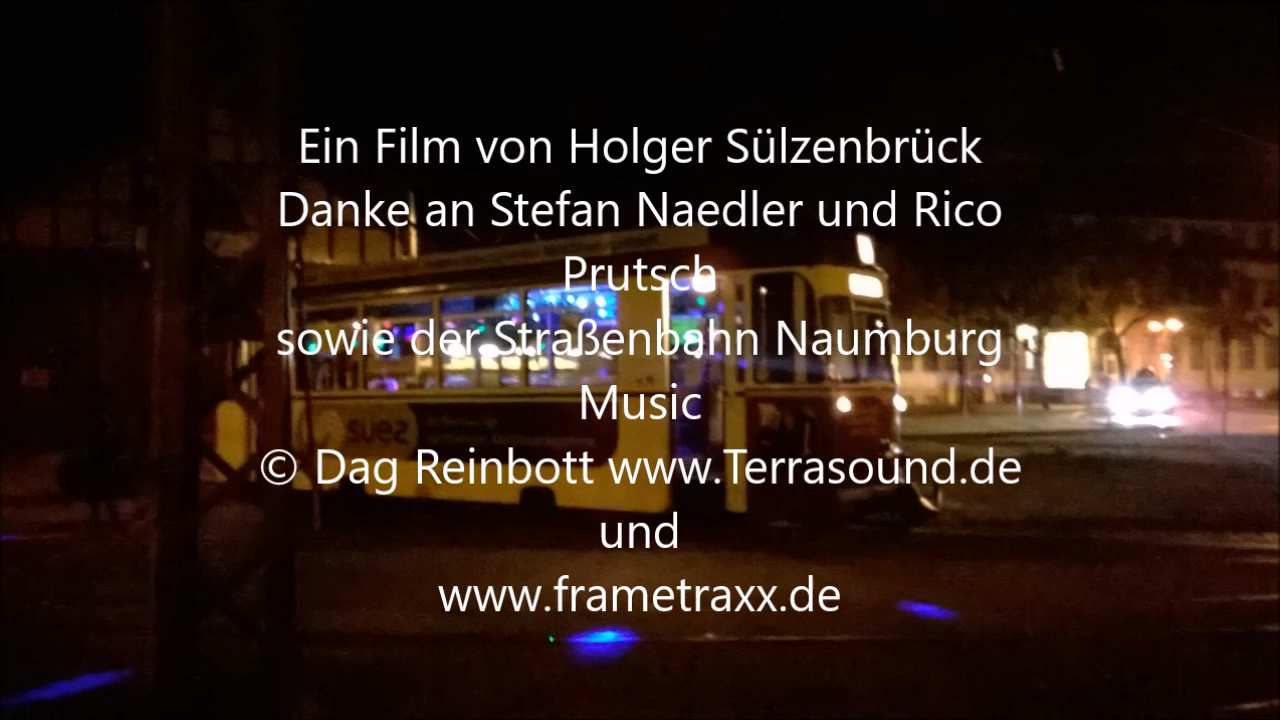 Ein Film von Holger Sülzenbrück
Danke an Stefan Naedler und Rico
Prutsch
sowie der Straßenbahn Naumburg
Music
© Dag Reinbott www.Terrasound.de
und
www.frametraxx.de
suez